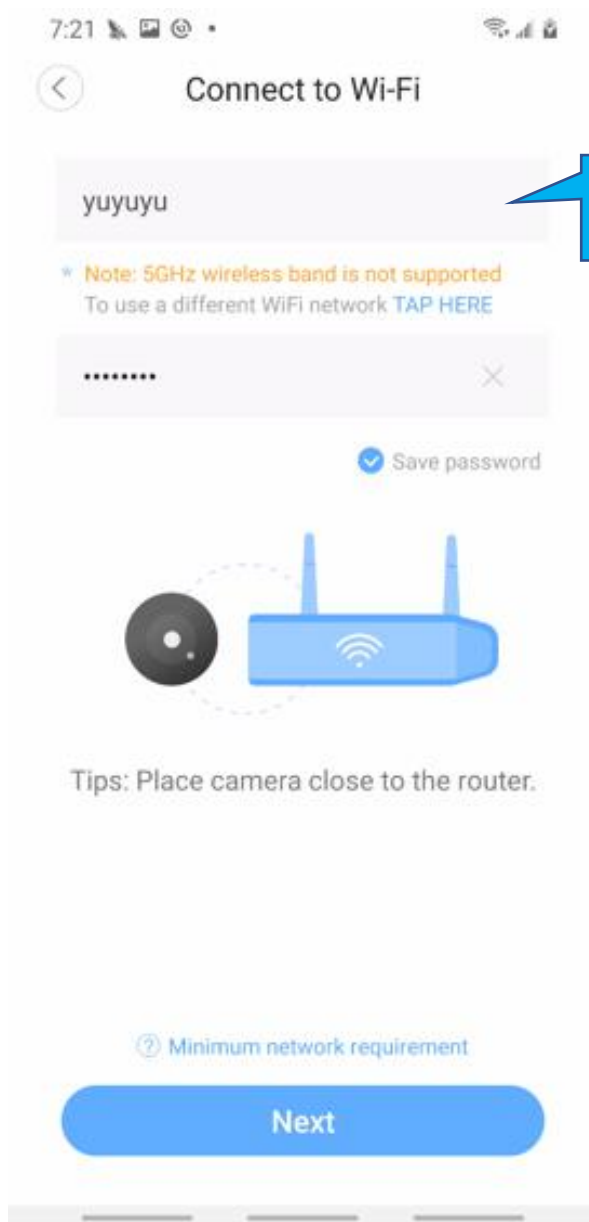 7:21
Connect to Wi-Fi
yuyuyu
* Note: 5GHz wireless band is not supported
To use a different WiFi network TAP HERE
••••••••
Save password
Tips: Place camera close to the router.
? Minimum network requirement
Next